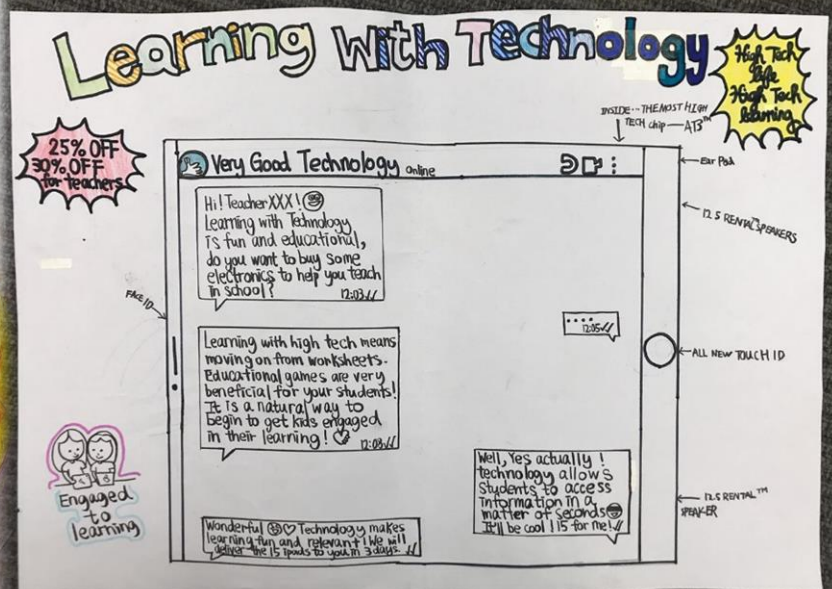 Learning With Technology
High Tech
life
High Tech
learning
INSIDE...THE MOST HIGH
TECH chip — AT3™
25% OFF
30% OFF
for teachers
Very Good Technology online
Ear Pod
12.5 RENTAL™ SPEAKERS
Hi! Teacher XXX!
Learning with Technology
is fun and educational,
do you want to buy some
electronics to help you teach
in school?
12:03
FACE ID
....
12:05
Learning with high tech means
moving on from worksheets.
Educational games are very
beneficial for your students!
It is a natural way to
begin to get kids engaged
in their learning!
12:03
ALL NEW TOUCH ID
Well, Yes actually!
technology allows
students to access
information in a
matter of seconds
It'll be cool! 15 for me!
12.5 RENTAL™
SPEAKER
Engaged
to
learning
Wonderful Technology makes
learning fun and relevant! We will
deliver the 15 ipads to you in 3 days.